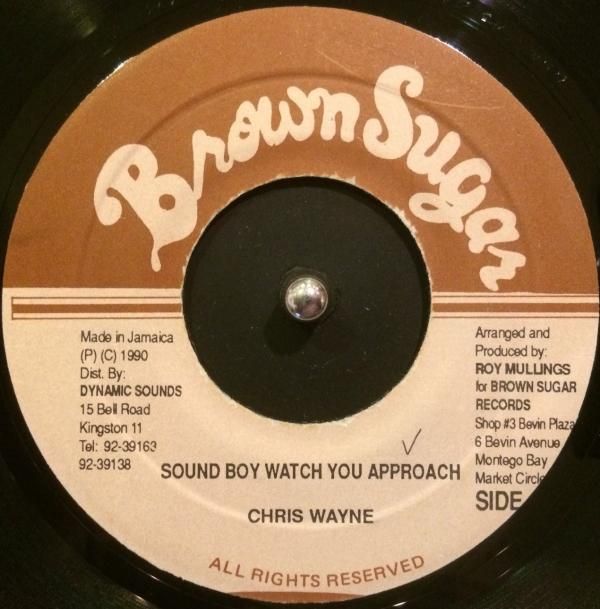 Brown Sugar
Made in Jamaica
(P) (C) 1990
Dist. By:
DYNAMIC SOUNDS
15 Bell Road
Kingston 11
Tel: 92-39163
92-39138
Arranged and
Produced by:
ROY MULLINGS
for BROWN SUGAR
RECORDS
Shop #3 Bevin Plaza
6 Bevin Avenue
Montego Bay
Market Circle
SIDE
SOUND BOY WATCH YOU APPROACH
CHRIS WAYNE
ALL RIGHTS RESERVED